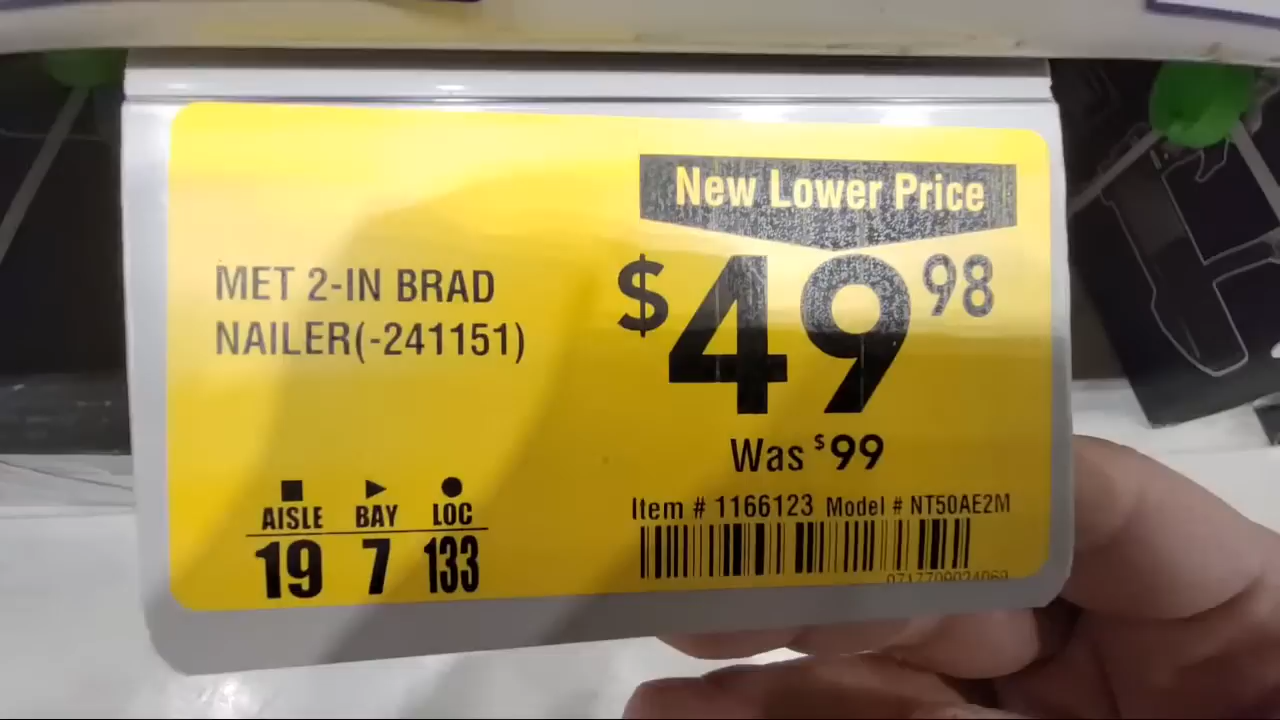 New Lower Price
MET 2-IN BRAD
NAILER(-241151)
$49 98
Was $99
Item # 1166123 Model # NT50AE2M
AISLE BAY LOC
19 7 133